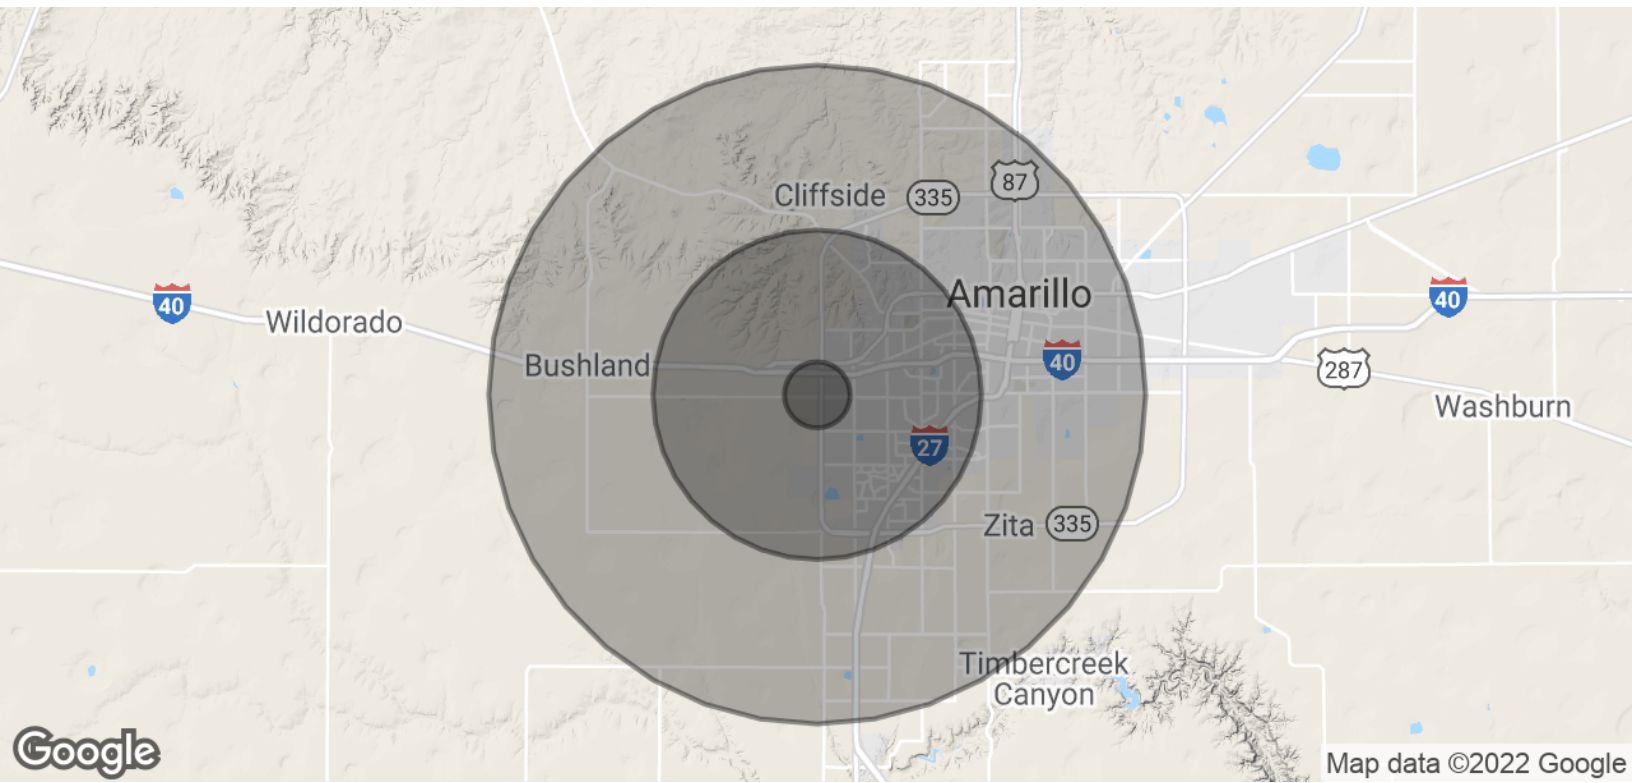 87
Cliffside
335
Amarillo
40
40
Wildorado
40
Bushland
287
Washburn
27
Zita
335
Timbercreek
Canyon
Google
Map data ©2022 Google